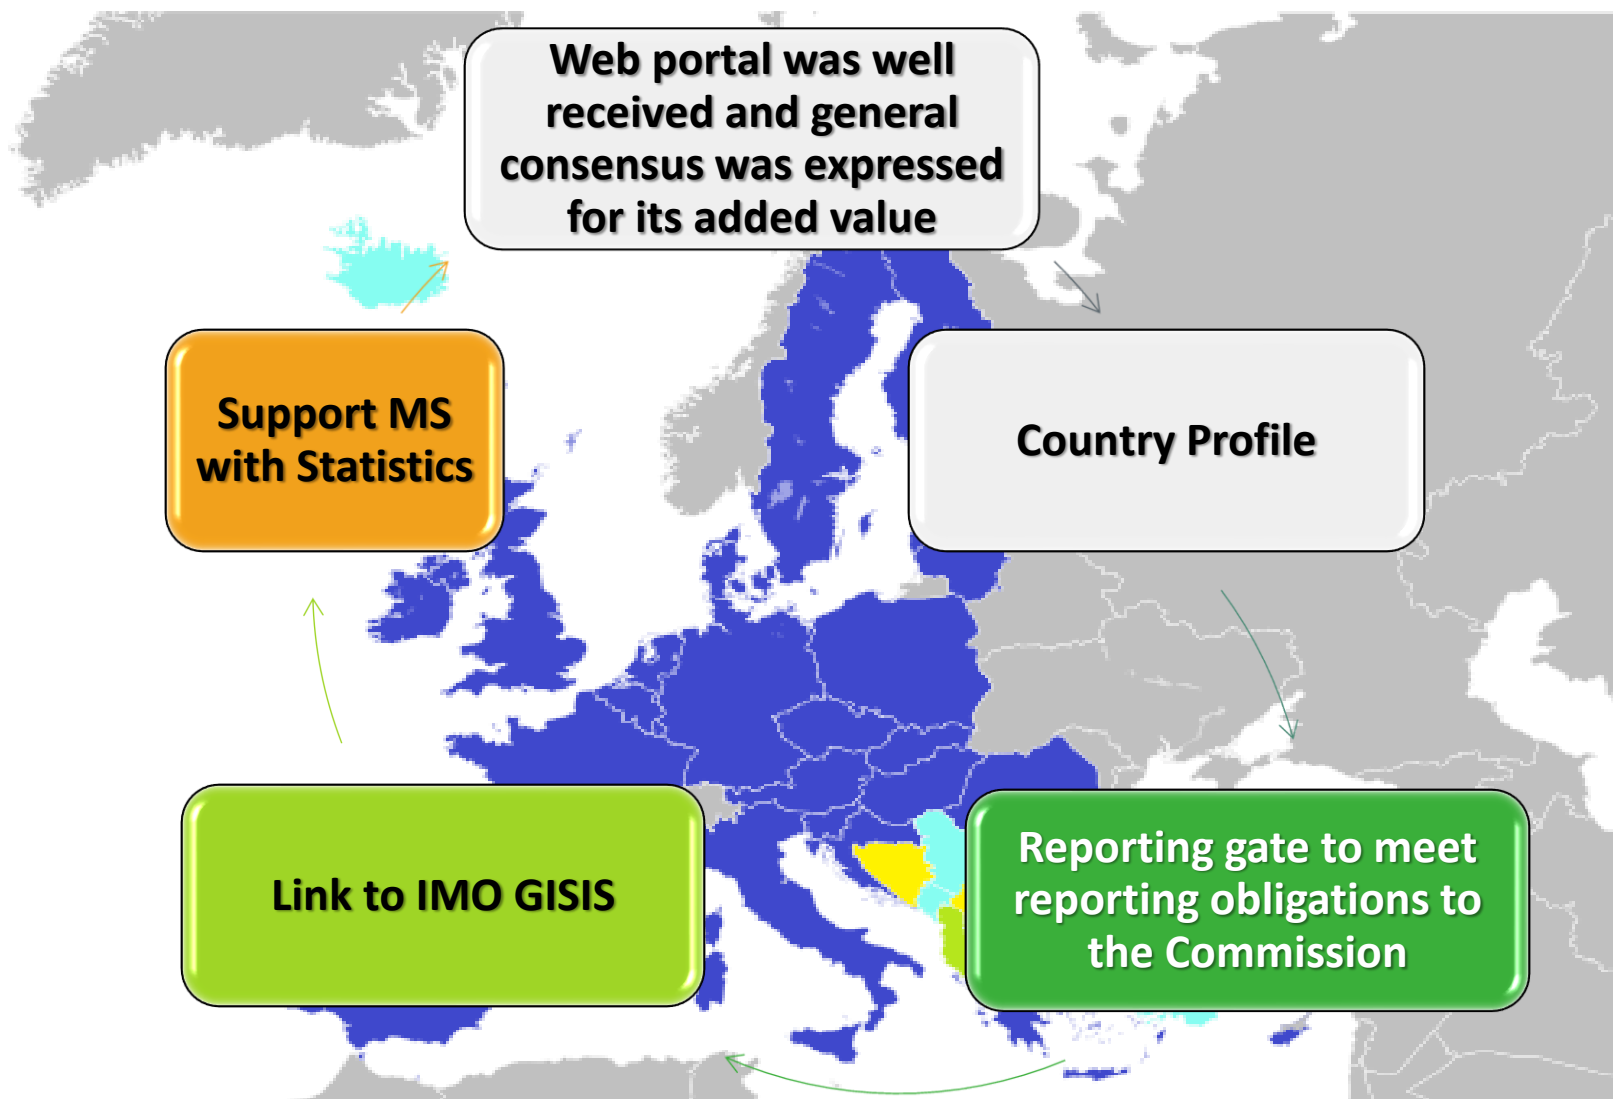 Web portal was well
received and general
consensus was expressed
for its added value
Support MS
with Statistics
Country Profile
Link to IMO GISIS
Reporting gate to meet
reporting obligations to
the Commission